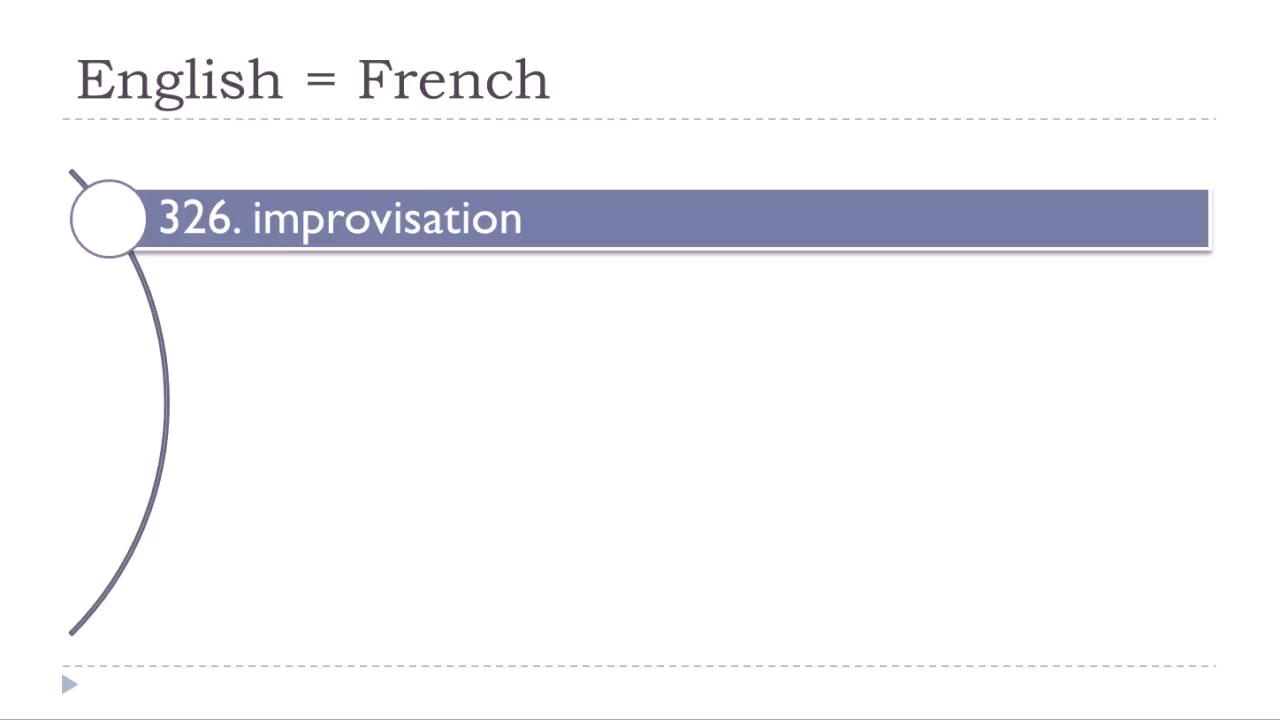 English = French
326. improvisation